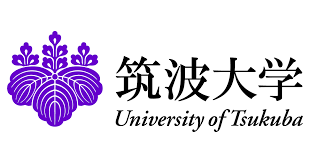 筑波大学
University of Tsukuba